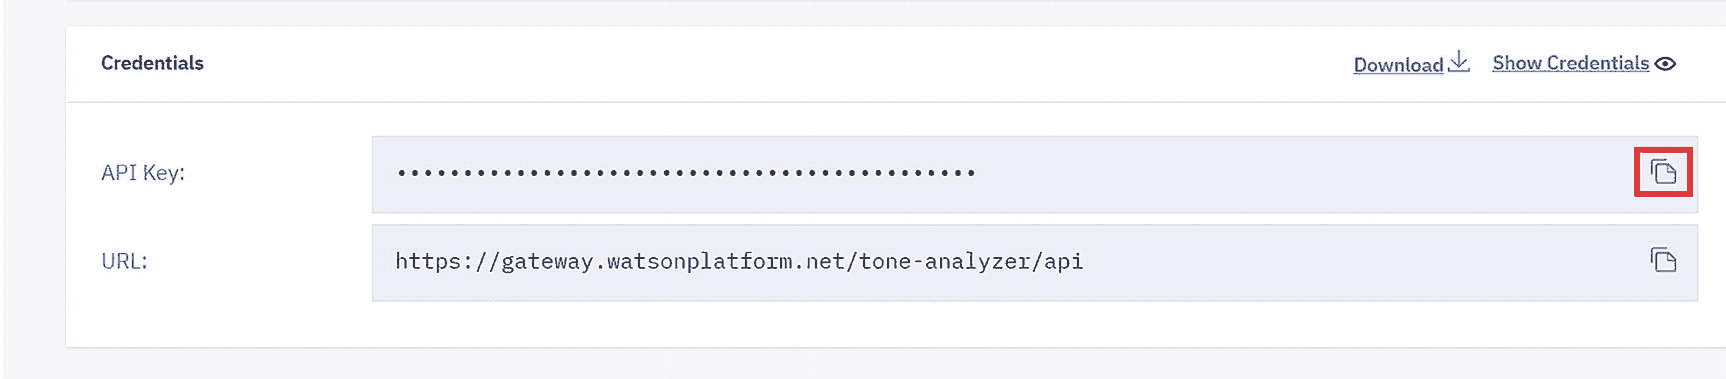 Credentials
Download Show Credentials
API Key: ••••••••••••••••••••••••••••••••••••••••••••
URL: https://gateway.watsonplatform.net/tone-analyzer/api